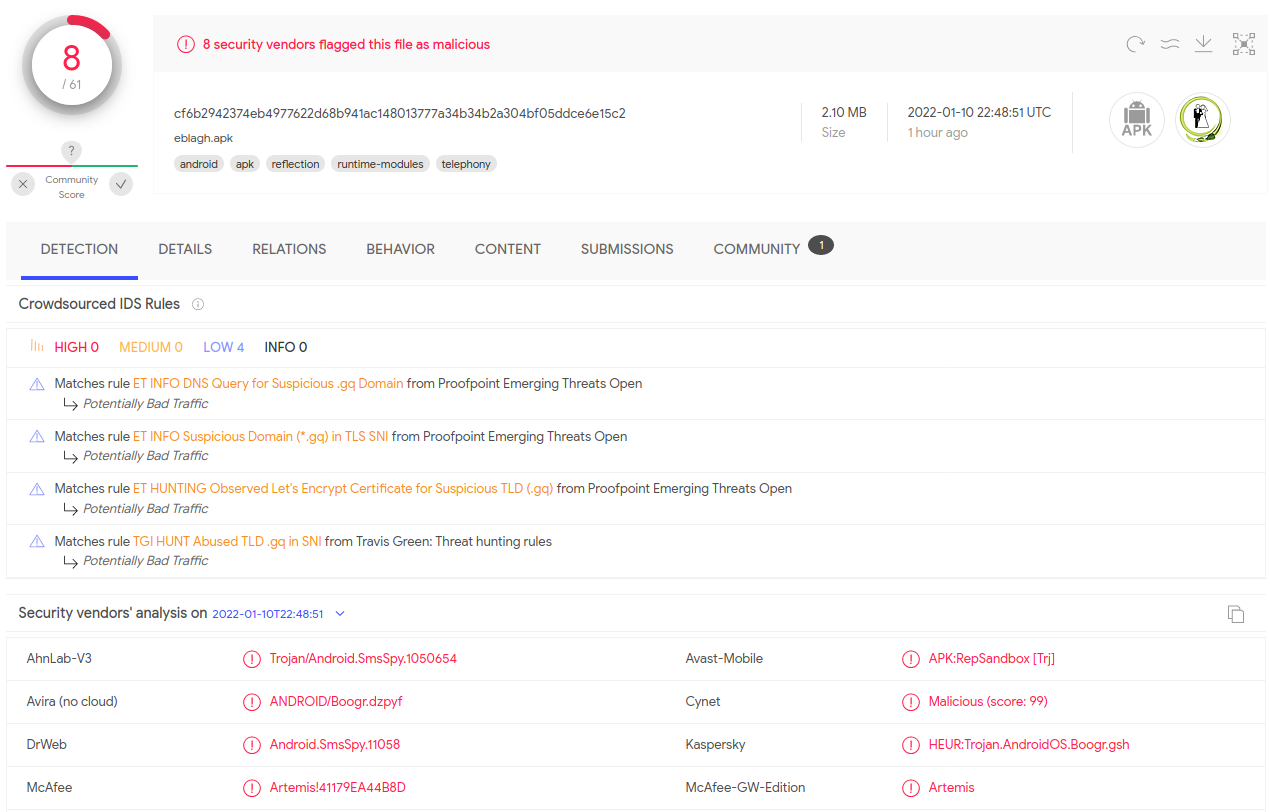 8
/ 61
8 security vendors flagged this file as malicious
?
Community
Score
cf6b2942374eb4977622d68b941ac148013777a34b34b2a304bf05ddce6e15c2
eblagh.apk
android apk reflection runtime-modules telephony
2.10 MB
Size
2022-01-10 22:48:51 UTC
1 hour ago
APK
DETECTION DETAILS RELATIONS BEHAVIOR CONTENT SUBMISSIONS COMMUNITY 1
Crowdsourced IDS Rules
HIGH 0 MEDIUM 0 LOW 4 INFO 0
Matches rule ET INFO DNS Query for Suspicious .gq Domain from Proofpoint Emerging Threats Open
Potentially Bad Traffic
Matches rule ET INFO Suspicious Domain (*.gq) in TLS SNI from Proofpoint Emerging Threats Open
Potentially Bad Traffic
Matches rule ET HUNTING Observed Let's Encrypt Certificate for Suspicious TLD (.gq) from Proofpoint Emerging Threats Open
Potentially Bad Traffic
Matches rule TGI HUNT Abused TLD .gq in SNI from Travis Green: Threat hunting rules
Potentially Bad Traffic
Security vendors' analysis on 2022-01-10T22:48:51
AhnLab-V3 Trojan/Android.SmsSpy.1050654 Avast-Mobile APK:RepSandbox [Trj]
Avira (no cloud) ANDROID/Boogr.dzpyf Cynet Malicious (score: 99)
DrWeb Android.SmsSpy.11058 Kaspersky HEUR:Trojan.AndroidOS.Boogr.gsh
McAfee Artemis!41179EA44B8D McAfee-GW-Edition Artemis